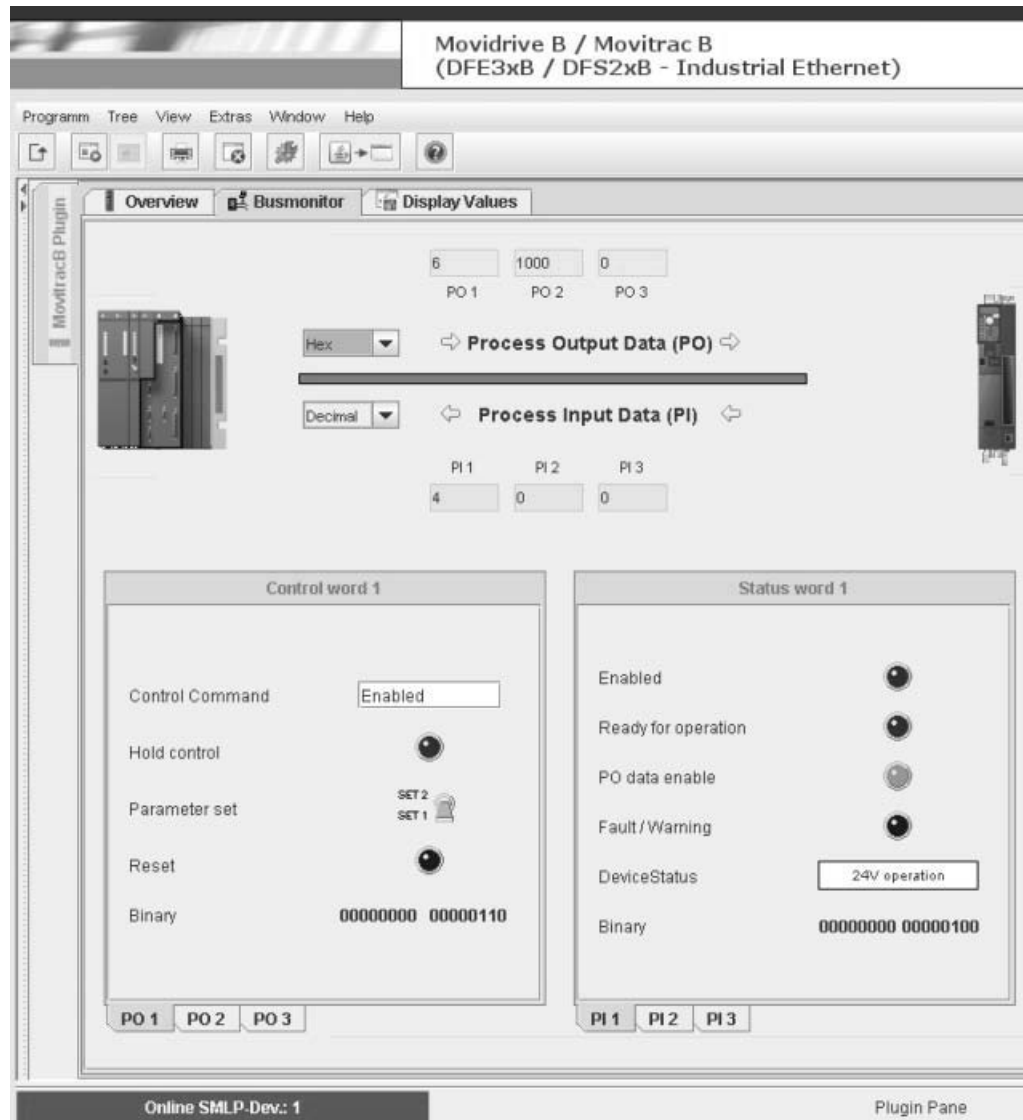 Movidrive B / Movitrac B
(DFE3xB / DFS2xB - Industrial Ethernet)
Programm Tree View Extras Window Help
MovitracB Plugin
Overview Busmonitor Display Values
6 1000 0
PO 1 PO 2 PO 3
Hex Process Output Data (PO)
Decimal Process Input Data (PI)
PI 1 PI 2 PI 3
4 0 0
Control word 1
Control Command Enabled
Hold control
Parameter set SET 2
SET 1
Reset
Binary 00000000 00000110
PO 1 PO 2 PO 3
Status word 1
Enabled
Ready for operation
PO data enable
Fault / Warning
DeviceStatus 24V operation
Binary 00000000 00000100
PI 1 PI 2 PI 3
Online SMLP-Dev.: 1 Plugin Pane